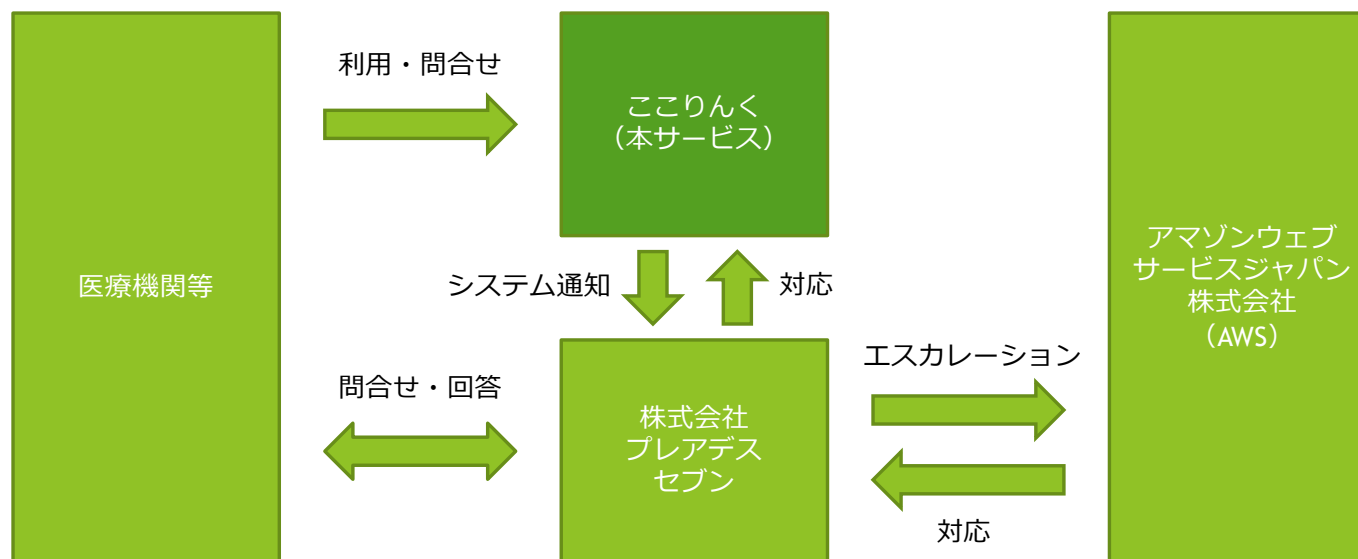 利用・問合せ
ここりんく
（本サービス）
医療機関等
システム通知
対応
アマゾンウェブ
サービスジャパン
株式会社
（AWS）
エスカレーション
問合せ・回答
株式会社
プレアデス
セブン
対応